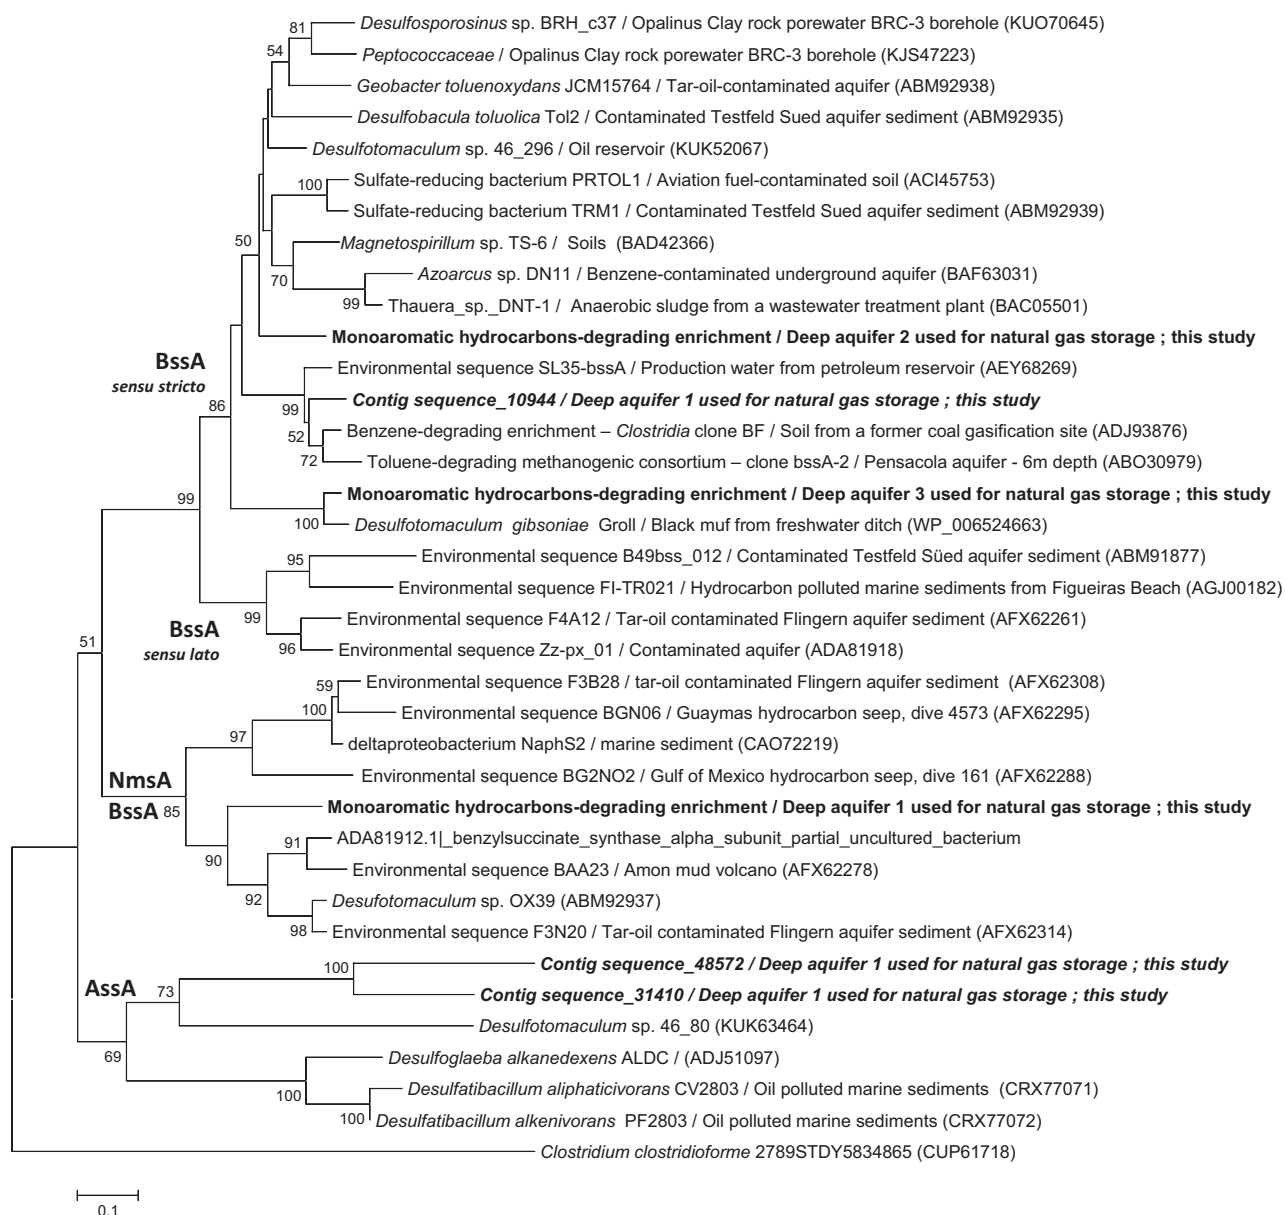 81 Desulfosporosinus sp. BRH_c37 / Opalinus Clay rock porewater BRC-3 borehole (KUO70645)
54 Peptococcaceae / Opalinus Clay rock porewater BRC-3 borehole (KJS47223)
Geobacter toluenoxydans JCM15764 / Tar-oil-contaminated aquifer (ABM92938)
Desulfobacula toluolica Tol2 / Contaminated Testfeld Sued aquifer sediment (ABM92935)
Desulfotomaculum sp. 46_296 / Oil reservoir (KUK52067)
100 Sulfate-reducing bacterium PRTOL1 / Aviation fuel-contaminated soil (ACI45753)
Sulfate-reducing bacterium TRM1 / Contaminated Testfeld Sued aquifer sediment (ABM92939)
50 Magnetospirillum sp. TS-6 / Soils (BAD42366)
70 Azoarcus sp. DN11 / Benzene-contaminated underground aquifer (BAF63031)
99 Thauera_sp._DNT-1 / Anaerobic sludge from a wastewater treatment plant (BAC05501)
Monoaromatic hydrocarbons-degrading enrichment / Deep aquifer 2 used for natural gas storage ; this study
BssA
sensu stricto
Environmental sequence SL35-bssA / Production water from petroleum reservoir (AEY68269)
86 99 Contig sequence_10944 / Deep aquifer 1 used for natural gas storage ; this study
52 Benzene-degrading enrichment – Clostridia clone BF / Soil from a former coal gasification site (ADJ93876)
72 Toluene-degrading methanogenic consortium – clone bssA-2 / Pensacola aquifer - 6m depth (ABO30979)
99 Monoaromatic hydrocarbons-degrading enrichment / Deep aquifer 3 used for natural gas storage ; this study
100 Desulfotomaculum gibsoniae Groll / Black muf from freshwater ditch (WP_006524663)
95 Environmental sequence B49bss_012 / Contaminated Testfeld Süed aquifer sediment (ABM91877)
Environmental sequence FI-TR021 / Hydrocarbon polluted marine sediments from Figueiras Beach (AGJ00182)
99 Environmental sequence F4A12 / Tar-oil contaminated Flingern aquifer sediment (AFX62261)
BssA
sensu lato
51 96 Environmental sequence Zz-px_01 / Contaminated aquifer (ADA81918)
59 Environmental sequence F3B28 / tar-oil contaminated Flingern aquifer sediment (AFX62308)
100 Environmental sequence BGN06 / Guaymas hydrocarbon seep, dive 4573 (AFX62295)
97 deltaproteobacterium NaphS2 / marine sediment (CAO72219)
NmsA Environmental sequence BG2NO2 / Gulf of Mexico hydrocarbon seep, dive 161 (AFX62288)
BssA 85 Monoaromatic hydrocarbons-degrading enrichment / Deep aquifer 1 used for natural gas storage ; this study
91 ADA81912.1|_benzylsuccinate_synthase_alpha_subunit_partial_uncultured_bacterium
90 Environmental sequence BAA23 / Amon mud volcano (AFX62278)
92 Desufotomaculum sp. OX39 (ABM92937)
98 Environmental sequence F3N20 / Tar-oil contaminated Flingern aquifer sediment (AFX62314)
100 Contig sequence_48572 / Deep aquifer 1 used for natural gas storage ; this study
AssA 73 Contig sequence_31410 / Deep aquifer 1 used for natural gas storage ; this study
Desulfotomaculum sp. 46_80 (KUK63464)
69 Desulfoglaeba alkanedexens ALDC / (ADJ51097)
100 Desulfatibacillum aliphaticivorans CV2803 / Oil polluted marine sediments (CRX77071)
100 Desulfatibacillum alkenivorans PF2803 / Oil polluted marine sediments (CRX77072)
Clostridium clostridioforme 2789STDY5834865 (CUP61718)
0.1